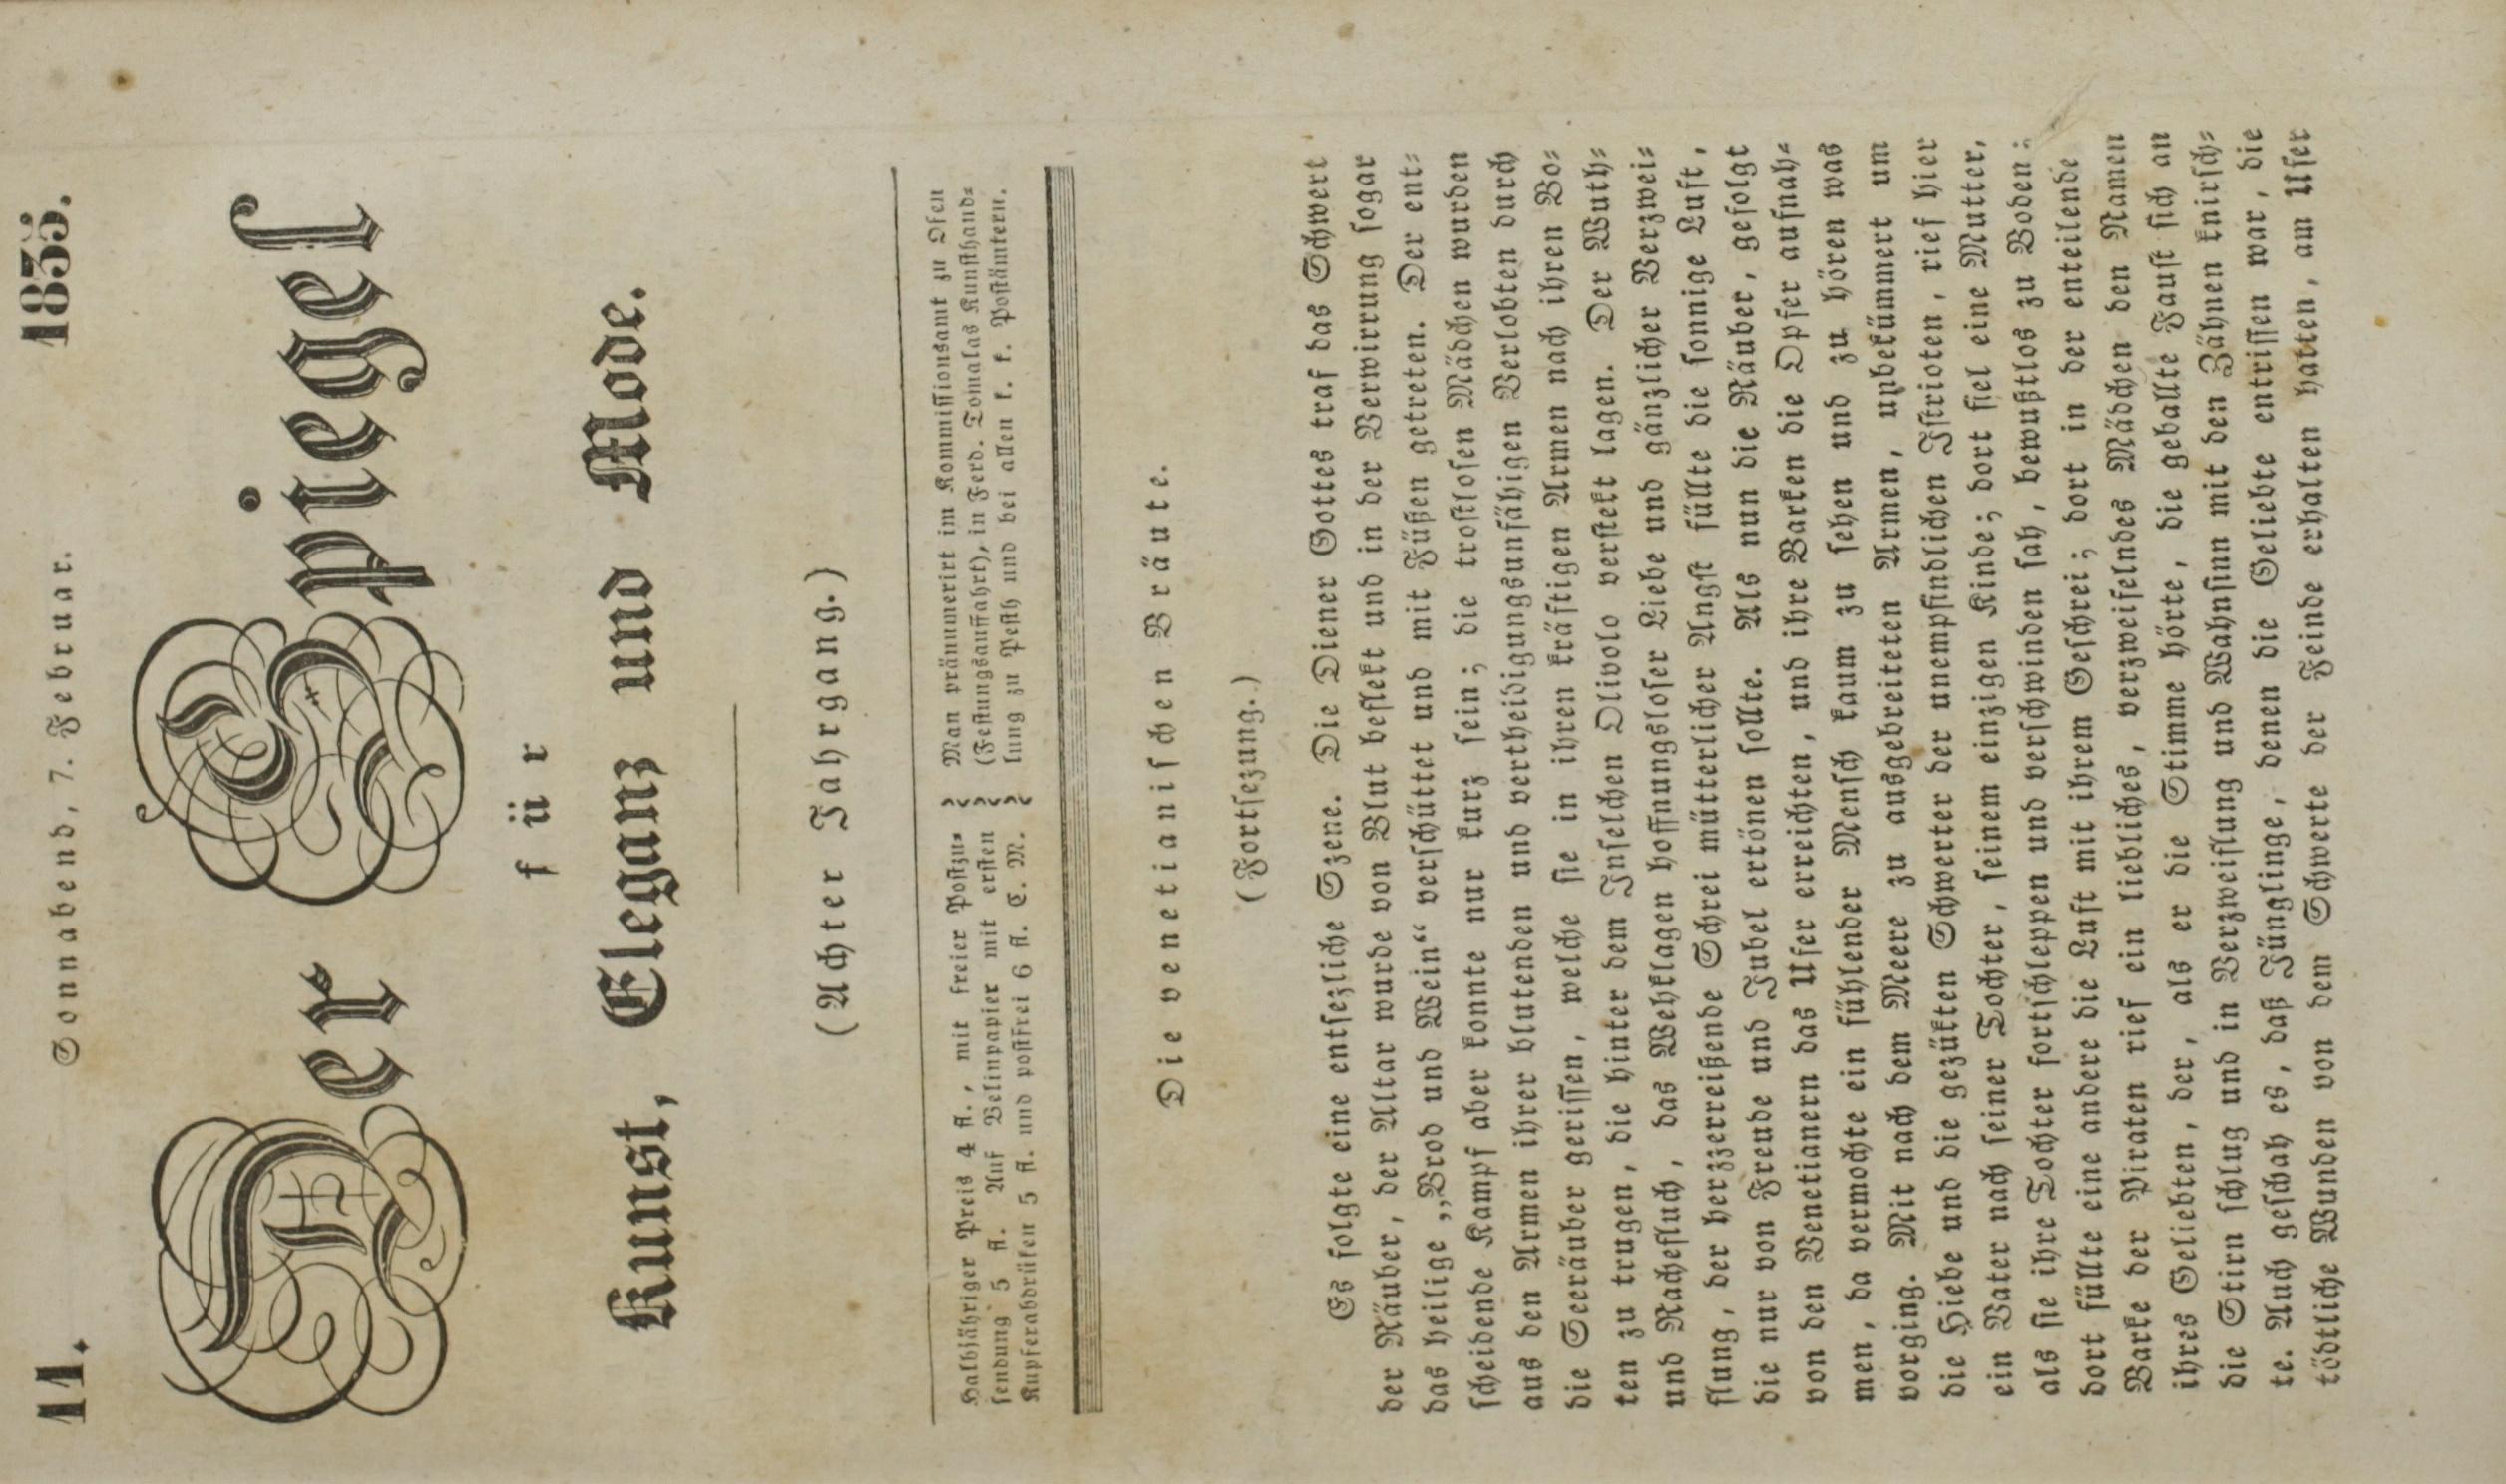 11.
Sonnabend, 7. Februar.
1835.
Der Spiegel
für
Kunst, Eleganz und Mode.
(Achter Jahrgang.)
Halbjähriger Preis 4 fl., mit freier Postzu-
sendung 5 fl. Auf Velinpapier mit ersten
Kupferabdrüken 5 fl. und postfrei 6 fl. C. M.
Man pränumerirt im Kommissionsamt zu Ofen
(Festungsauffahrt), in Ferd. Tomalas Kunsthand-
lung zu Pesth und bei allen k. k. Postämtern.
Die venetianischen Bräute.
(Fortsezung.)
Es folgte eine entsezliche Szene. Die Diener Gottes traf das Schwert
der Räuber, der Altar wurde von Blut beflekt und in der Verwirrung sogar
das heilige „Brod und Wein“ verschüttet und mit Füßen getreten. Der ent-
scheidende Kampf aber konnte nur kurz sein; die trostlosen Mädchen wurden
aus den Armen ihrer blutenden und vertheidigungsunfähigen Verlobten durch
die Seeräuber gerissen, welche sie in ihren kräftigen Armen nach ihren Bo-
ten zu trugen, die hinter dem Inselchen Olivolo verstekt lagen. Der Wuth-
und Rachefluch, das Wehklagen hoffnungsloser Liebe und gänzlicher Verzwei-
flung, der herzzerreißende Schrei mütterlicher Angst füllte die sonnige Luft,
die nur von Freude und Jubel ertönen sollte. Als nun die Räuber, gefolgt
von den Venetianern das Ufer erreichten, und ihre Barken die Opfer aufnah-
men, da vermochte ein fühlender Mensch kaum zu sehen und zu hören was
vorging. Mit nach dem Meere zu ausgebreiteten Armen, unbekümmert um
die Hiebe und die gezükten Schwerter der unempfindlichen Istrioten, rief hier
ein Vater nach seiner Tochter, seinem einzigen Kinde; dort fiel eine Mutter,
als sie ihre Tochter fortschleppen und verschwinden sah, bewußtlos zu Boden;
dort füllte eine andere die Luft mit ihrem Geschrei; dort in der enteilende
Barke der Piraten rief ein liebliches, verzweifelndes Mädchen den Namen
ihres Geliebten, der, als er die Stimme hörte, die geballte Faust sich an
die Stirn schlug und in Verzweiflung und Wahnsinn mit den Zähnen knirsch-
te. Auch geschah es, daß Jünglinge, denen die Geliebte entrissen war, die
tödtliche Wunden von dem Schwerte der Feinde erhalten hatten, am Ufer